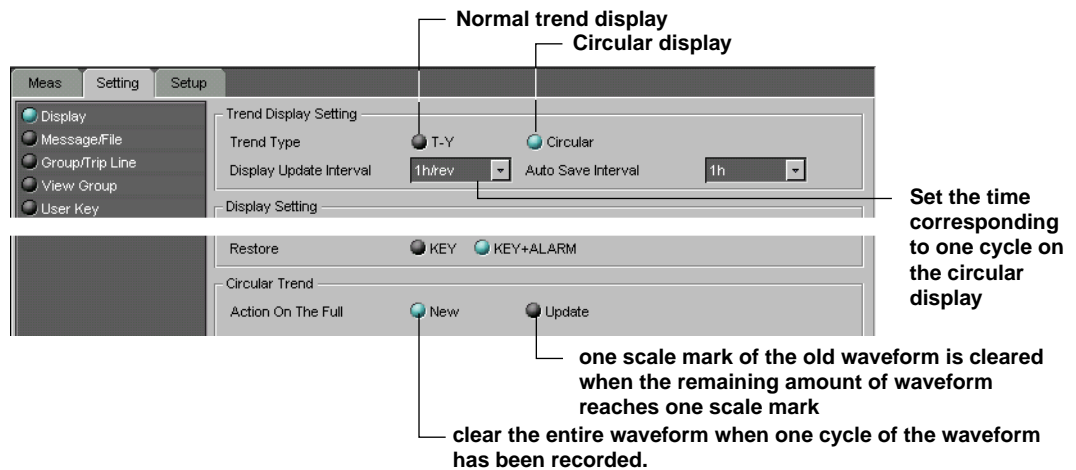 Normal trend display
Circular display
Meas Setting Setup
Display
Message/File
Group/Trip Line
View Group
User Key
Trend Display Setting
Trend Type T-Y Circular
Display Update Interval 1h/rev Auto Save Interval 1h
Display Setting
Restore KEY KEY+ALARM
Circular Trend
Action On The Full New Update
Set the time
corresponding
to one cycle on
the circular
display
one scale mark of the old waveform is cleared
when the remaining amount of waveform
reaches one scale mark
clear the entire waveform when one cycle of the waveform
has been recorded.